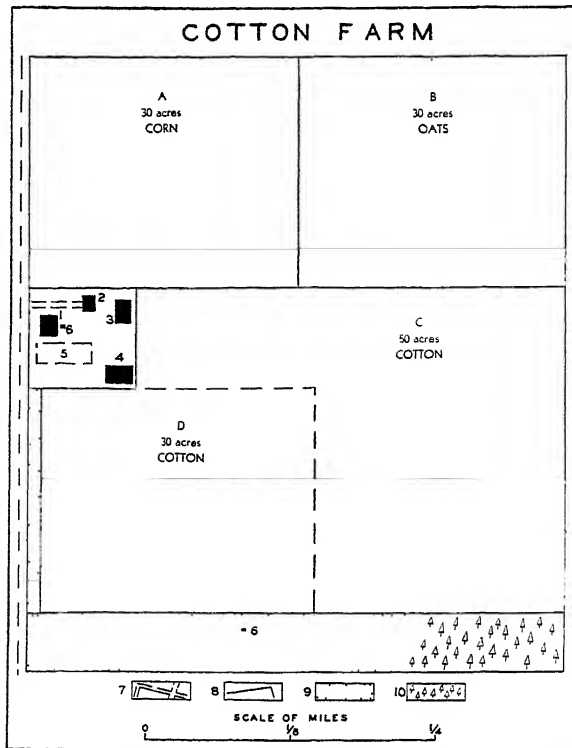 COTTON FARM
A
30 acres
CORN
B
30 acres
OATS
2
3
1
6
5
4
C
50 acres
COTTON
D
30 acres
COTTON
6
7 8 9 10
SCALE OF MILES
0 1/8 1/4